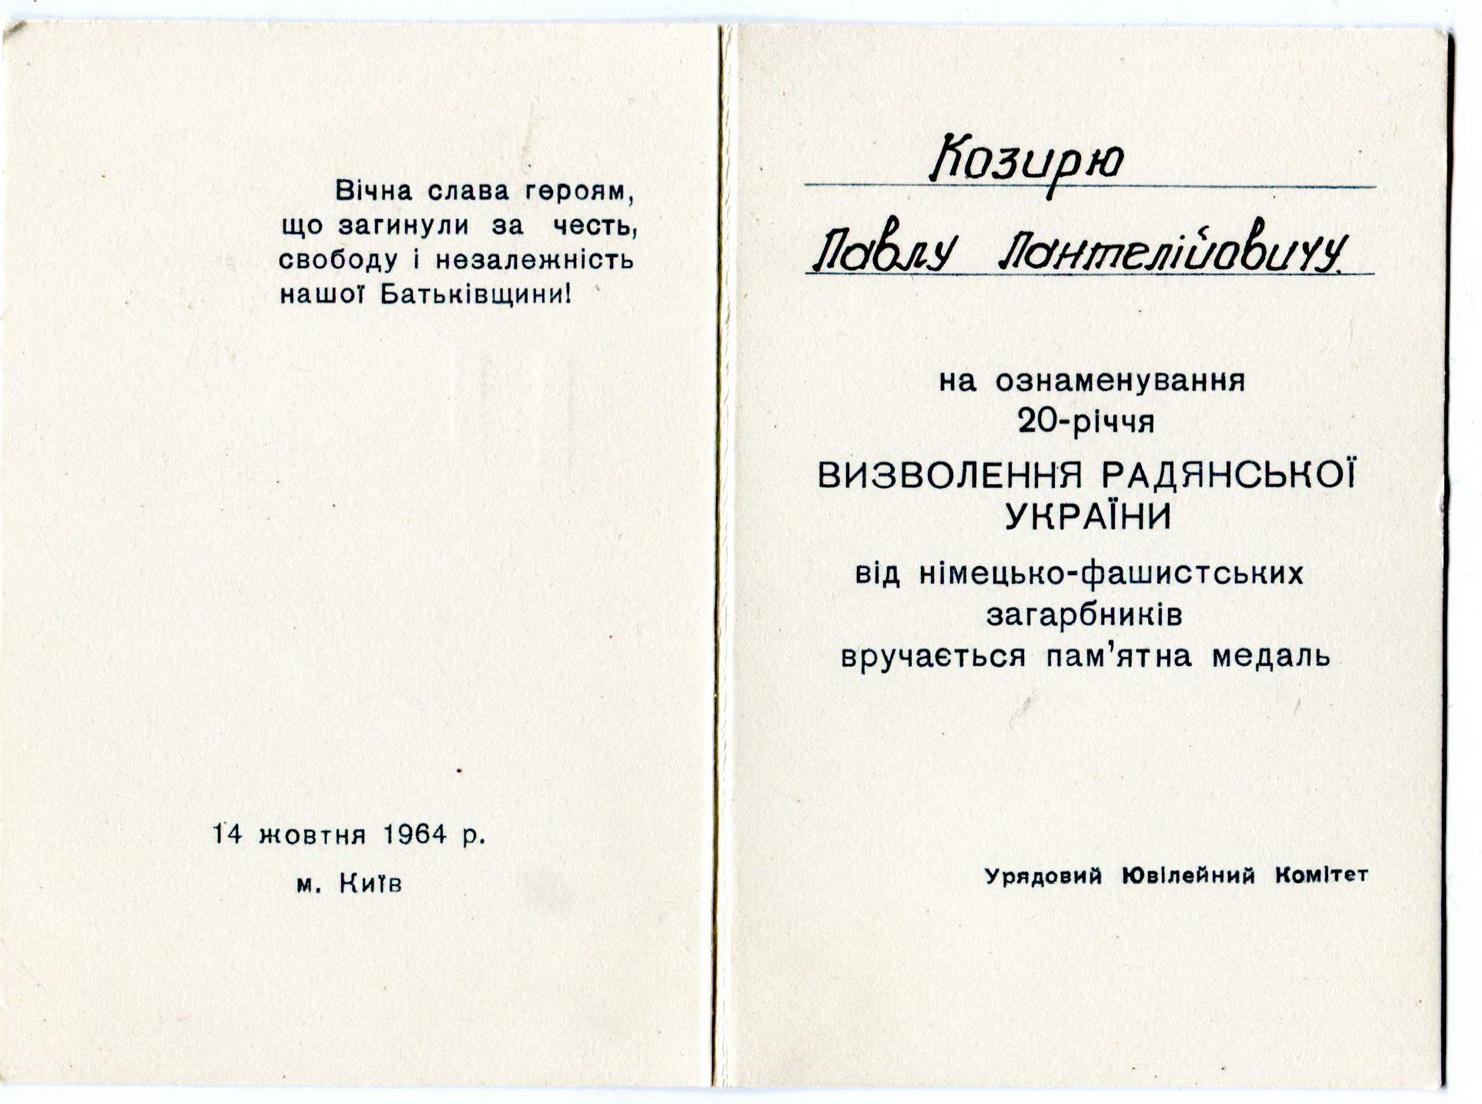 Вічна слава героям,
що загинули за честь,
свободу і незалежність
нашої Батьківщини!
14 жовтня 1964 р.
м. Київ
Козирю
Павлу Пантелійовичу.
на ознаменування
20-річчя
ВИЗВОЛЕННЯ РАДЯНСЬКОЇ
УКРАЇНИ
від німецько-фашистських
загарбників
вручається пам'ятна медаль
Урядовий Ювілейний Комітет